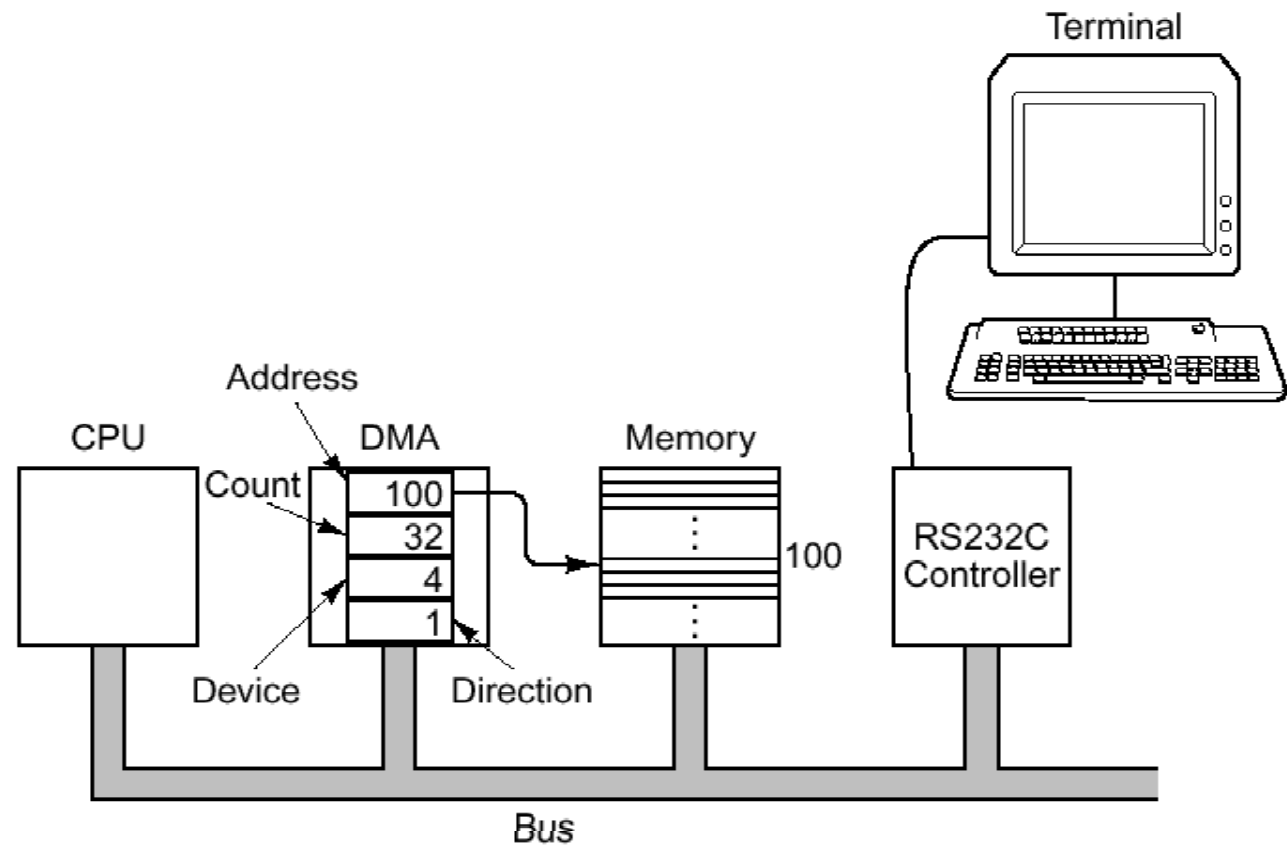 Terminal
Address
CPU
DMA
Memory
Count
100
32
4
1
100
RS232C
Controller
Device
Direction
Bus